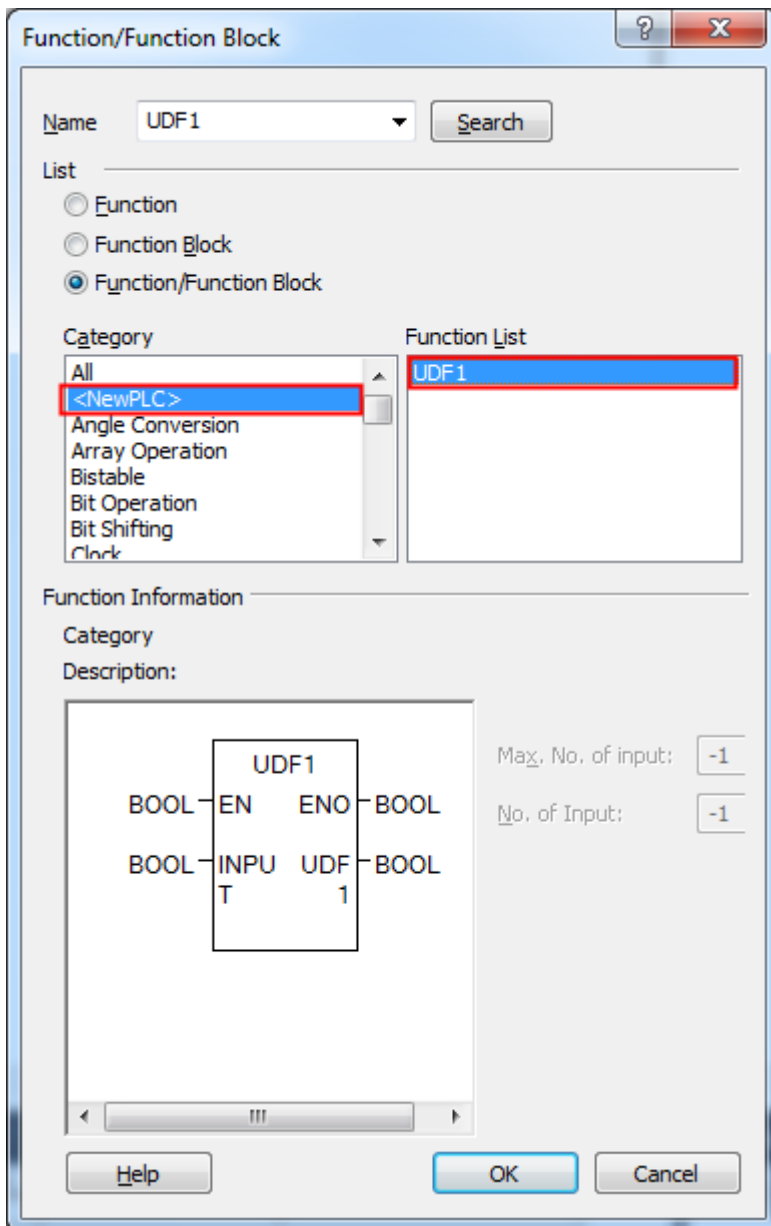 Function/Function Block
Name UDF1 Search
List
Function
Function Block
Function/Function Block
Category Function List
All UDF1
<NewPLC>
Angle Conversion
Array Operation
Bistable
Bit Operation
Bit Shifting
Clock
Function Information
Category
Description:
UDF1 Max. No. of input: -1
BOOL EN ENO BOOL
No. of Input: -1
BOOL INPU UDF BOOL
T 1
Help OK Cancel